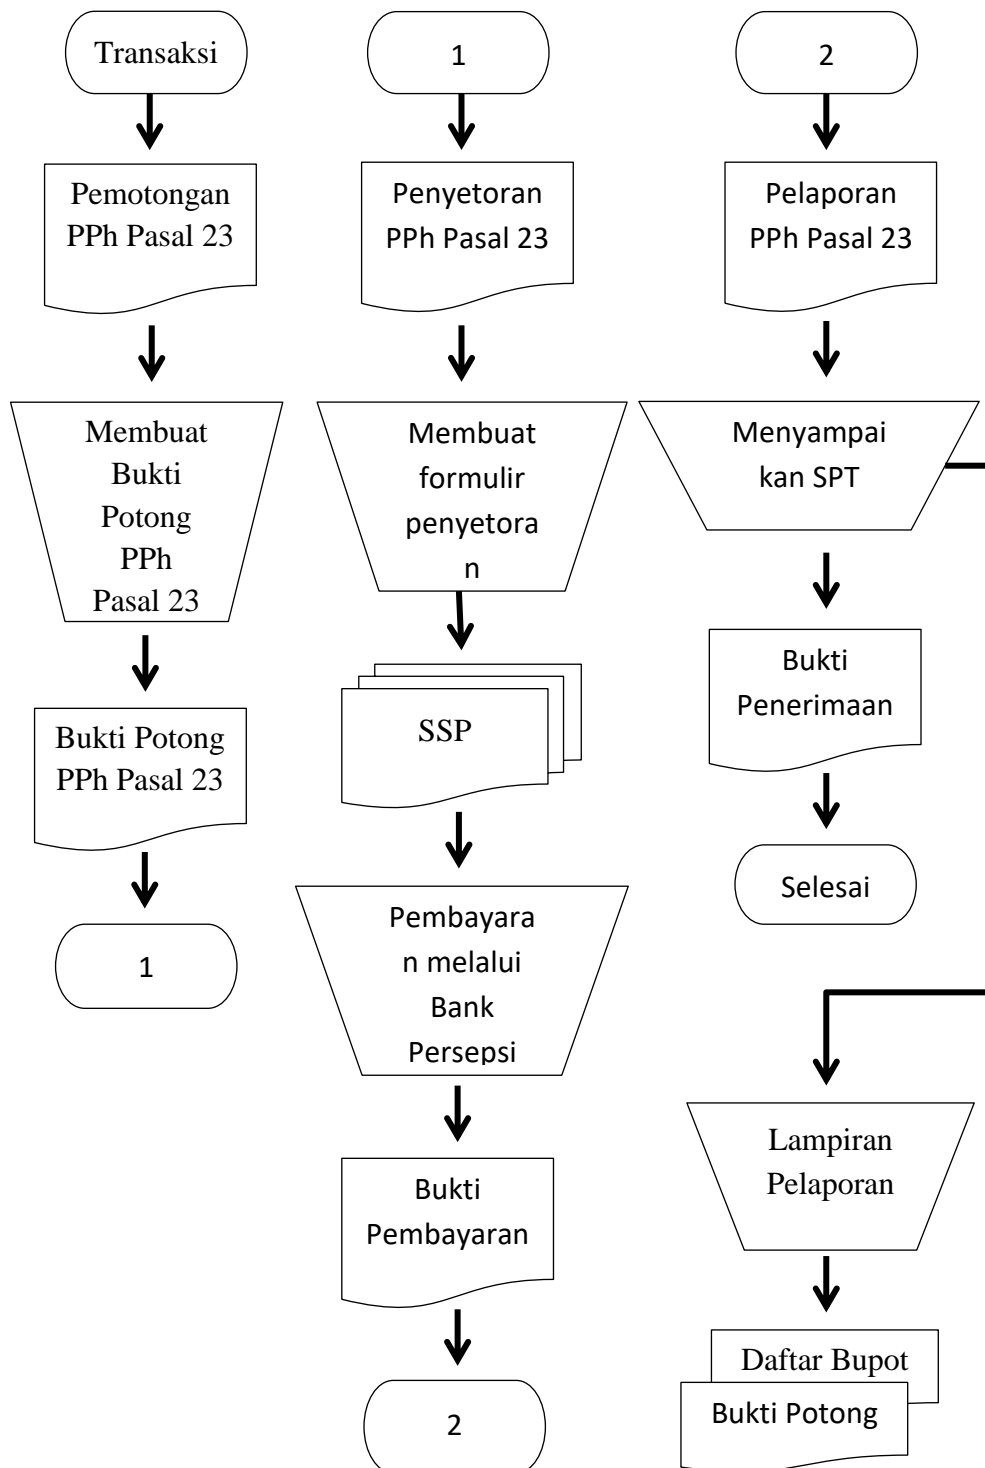 Transaksi
Pemotongan
PPh Pasal 23
Membuat
Bukti
Potong
PPh
Pasal 23
Bukti Potong
PPh Pasal 23
1
1
Penyetoran
PPh Pasal 23
Membuat
formulir
penyetora
n
SSP
Pembayara
n melalui
Bank
Persepsi
Bukti
Pembayaran
2
2
Pelaporan
PPh Pasal 23
Menyampai
kan SPT
Bukti
Penerimaan
Selesai
Lampiran
Pelaporan
Daftar Bupot
Bukti Potong